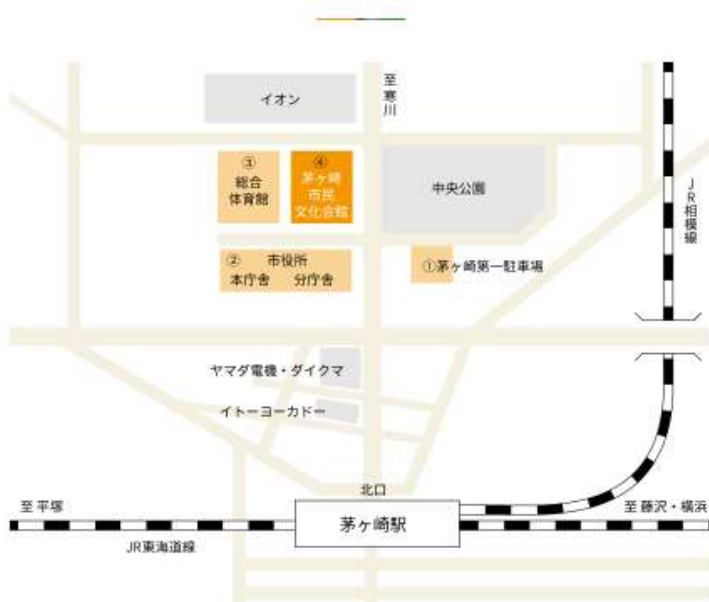 イオン
至寒川
③
総合
体育館
④
茅ヶ崎
市民
文化会館
中央公園
JR相模線
② 市役所
本庁舎 分庁舎
①茅ヶ崎第一駐車場
ヤマダ電機・ダイクマ
イトーヨーカドー
北口
至 平塚
至 藤沢・横浜
茅ヶ崎駅
JR東海道線